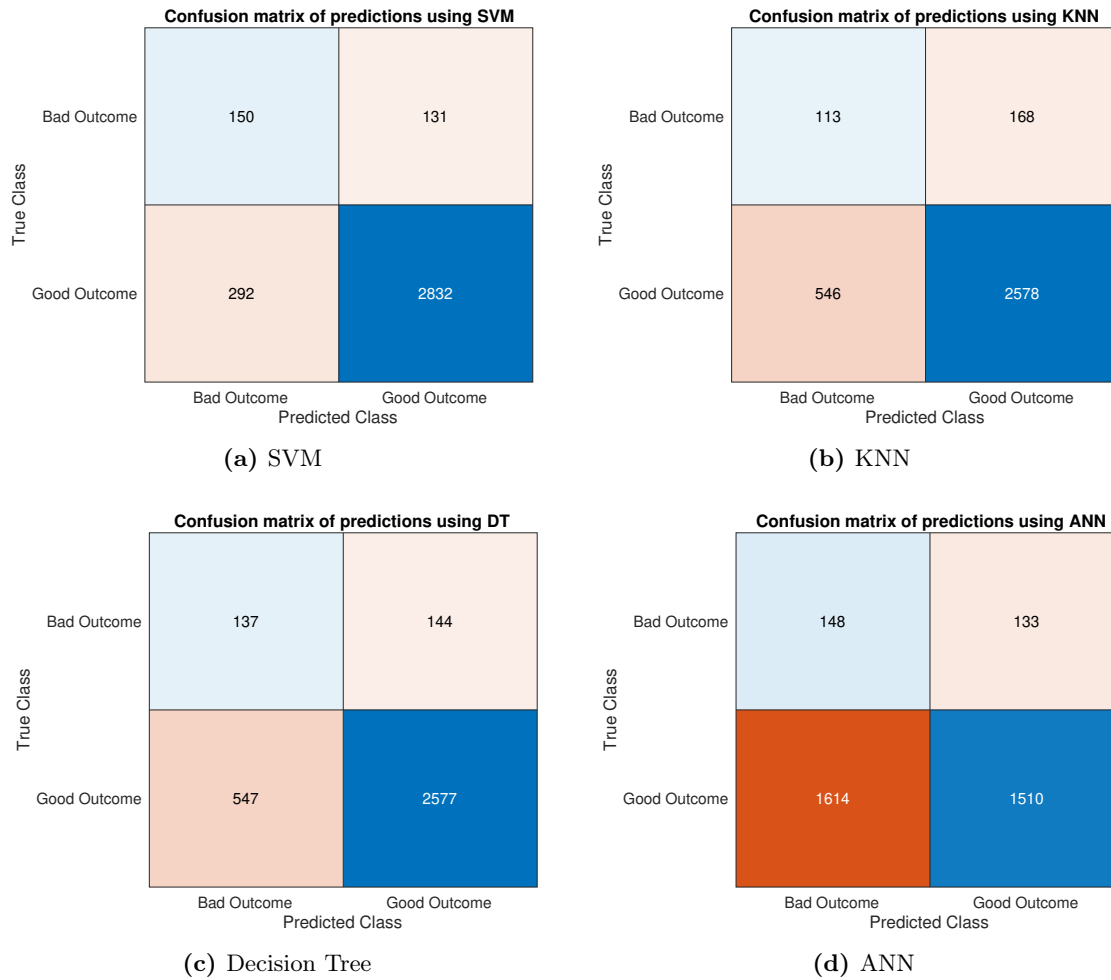 Confusion matrix of predictions using SVM
True Class
Bad Outcome
150
131
Good Outcome
292
2832
Bad Outcome
Good Outcome
Predicted Class
(a) SVM
Confusion matrix of predictions using KNN
True Class
Bad Outcome
113
168
Good Outcome
546
2578
Bad Outcome
Good Outcome
Predicted Class
(b) KNN
Confusion matrix of predictions using DT
True Class
Bad Outcome
137
144
Good Outcome
547
2577
Bad Outcome
Good Outcome
Predicted Class
(c) Decision Tree
Confusion matrix of predictions using ANN
True Class
Bad Outcome
148
133
Good Outcome
1614
1510
Bad Outcome
Good Outcome
Predicted Class
(d) ANN